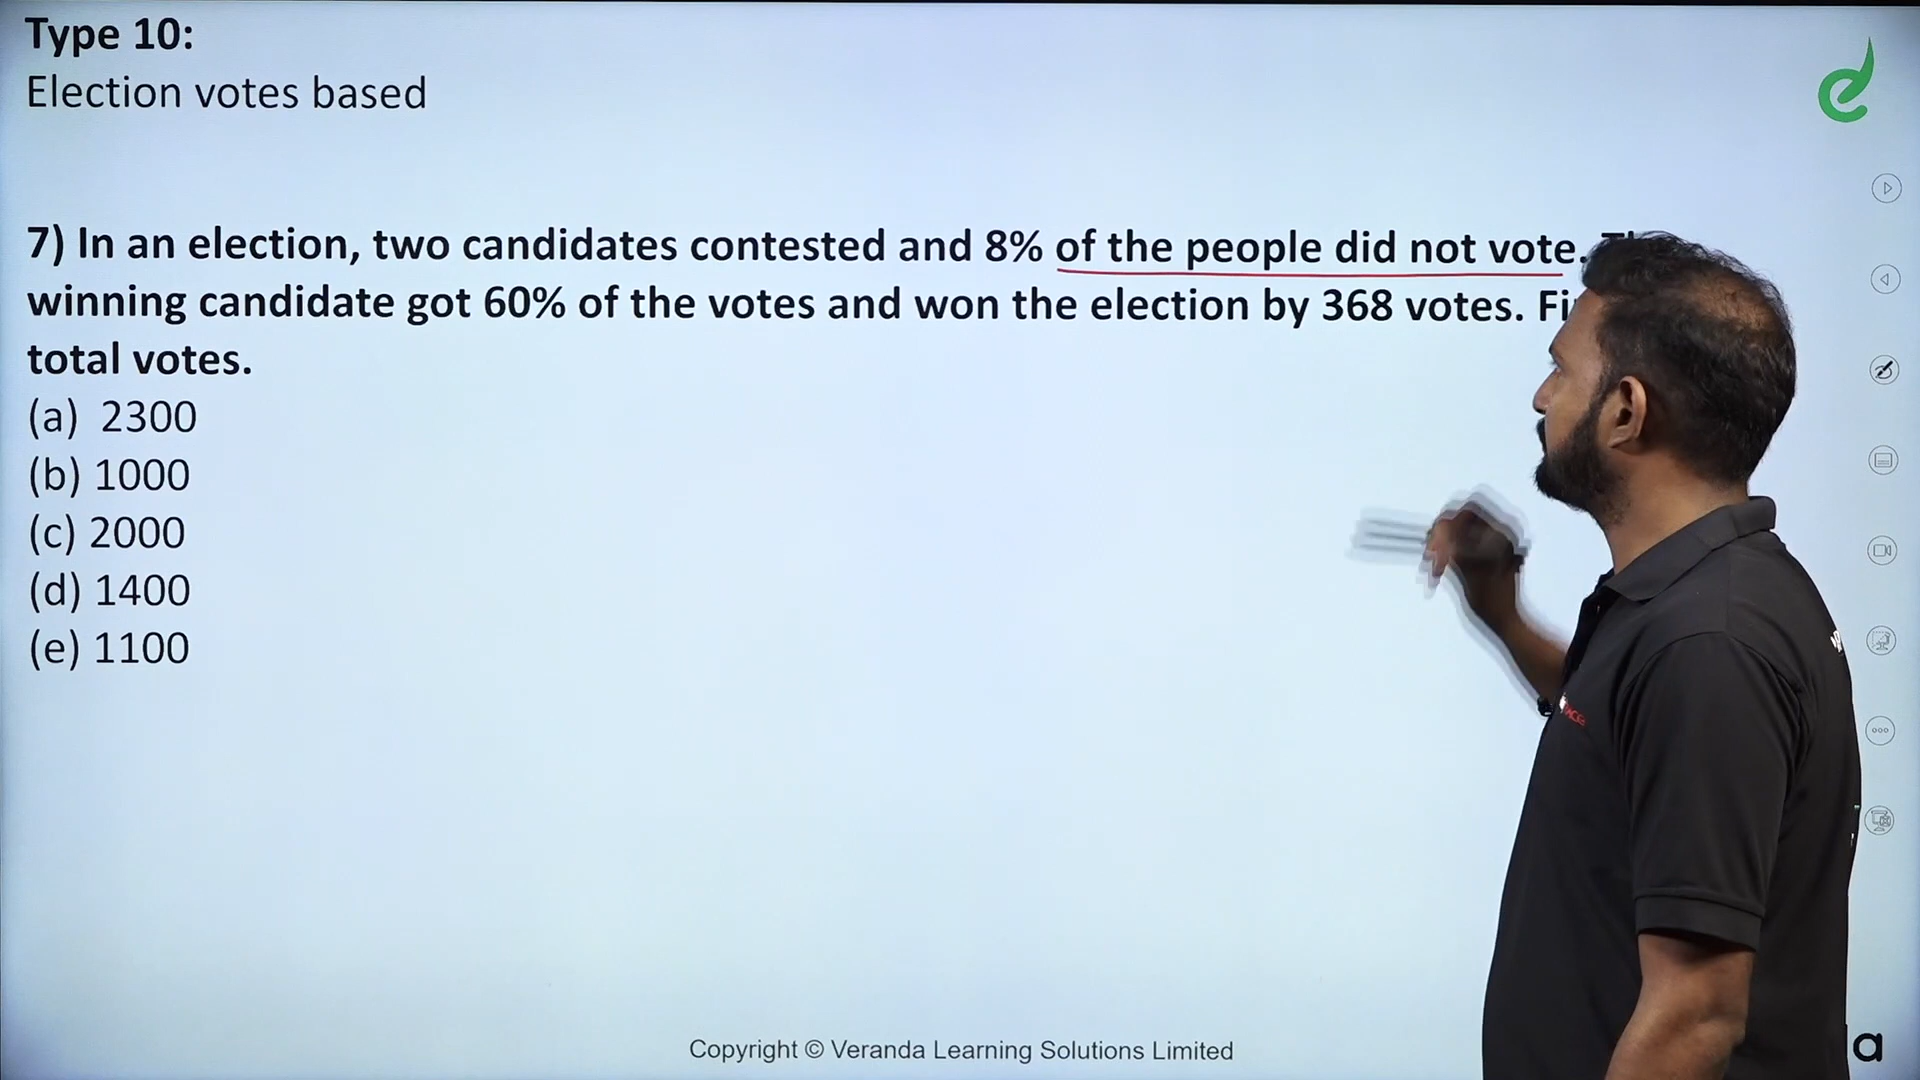 Type 10:
Election votes based
7) In an election, two candidates contested and 8% of the people did not vote.
winning candidate got 60% of the votes and won the election by 368 votes.
total votes.
(a) 2300
(b) 1000
(c) 2000
(d) 1400
(e) 1100
Copyright © Veranda Learning Solutions Limited
a